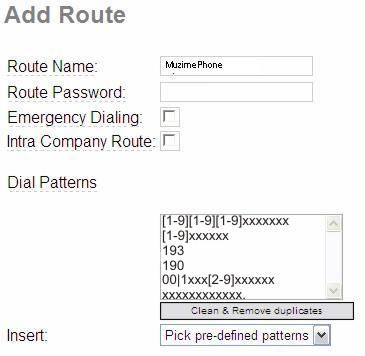 Add Route
Route Name: MuzimePhone
Route Password:
Emergency Dialing:
Intra Company Route:
Dial Patterns
[1-9][1-9][1-9]xxxxxxx
[1-9]xxxxxx
193
190
00|1xxx[2-9]xxxxxx
xxxxxxxxxxxx.
Clean & Remove duplicates
Insert: Pick pre-defined patterns